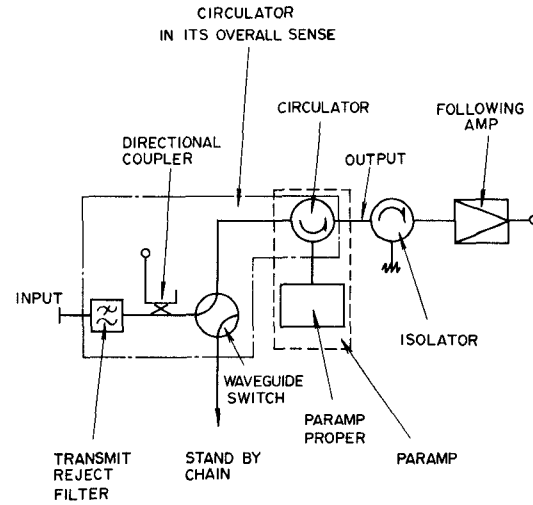 CIRCULATOR
IN ITS OVERALL SENSE
CIRCULATOR
FOLLOWING
AMP
DIRECTIONAL
COUPLER
OUTPUT
INPUT
ISOLATOR
WAVEGUIDE
SWITCH
PARAMP
PROPER
PARAMP
TRANSMIT
REJECT
FILTER
STAND BY
CHAIN